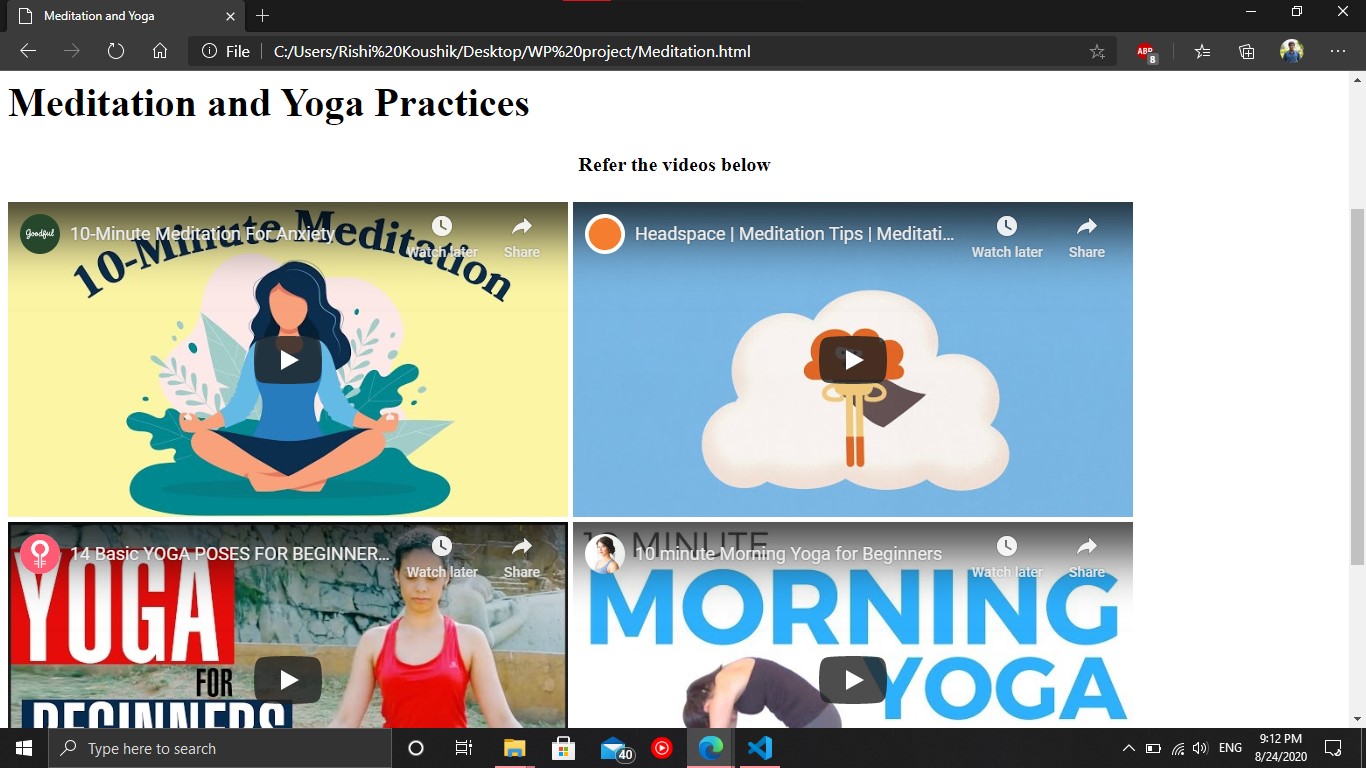 Meditation and Yoga
File
C:/Users/Rishi%20Koushik/Desktop/WP%20project/Meditation.html
ABP
8
Meditation and Yoga Practices
Refer the videos below
Goodful
10-Minute Meditation For Anxiety
Watch later
Share
10-Minute Meditation
Headspace | Meditation Tips | Meditati...
Watch later
Share
14 Basic YOGA POSES FOR BEGINNER...
Watch later
Share
YOGA
FOR
BEGINNERS
10 minute Morning Yoga for Beginners
Watch later
Share
10 MINUTE
MORNING
YOGA
Type here to search
40
ENG
9:12 PM
8/24/2020